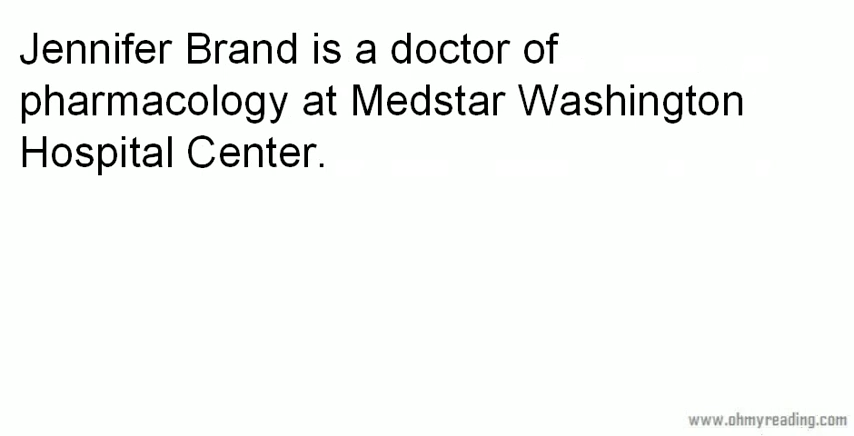 Jennifer Brand is a doctor of
pharmacology at Medstar Washington
Hospital Center.
www.ohmyreading.com